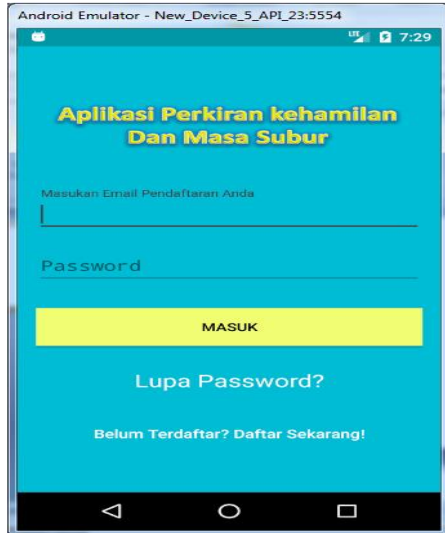 Android Emulator - New_Device_5_API_23:5554
LTE 7:29
Aplikasi Perkiran kehamilan
Dan Masa Subur
Masukan Email Pendaftaran Anda
Password
MASUK
Lupa Password?
Belum Terdaftar? Daftar Sekarang!